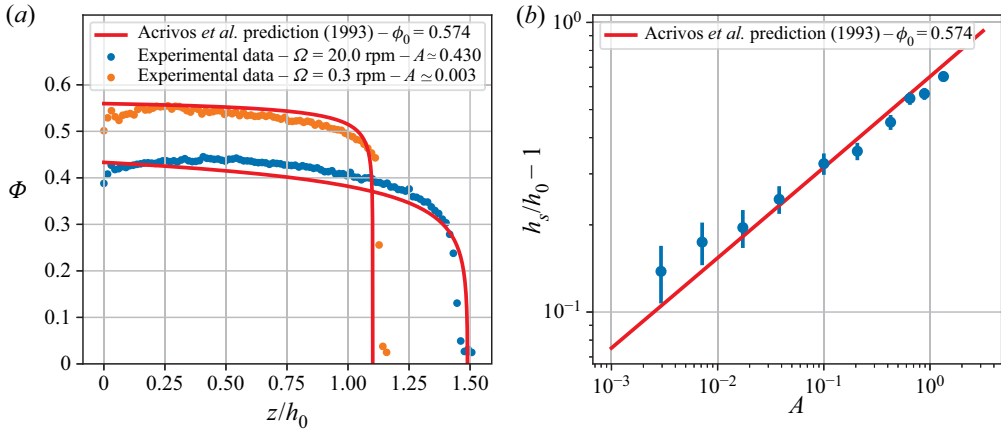 (a)
Acrivos et al. prediction (1993) – ϕ0 = 0.574
Experimental data – Ω = 20.0 rpm – A ≃ 0.430
Experimental data – Ω = 0.3 rpm – A ≃ 0.003
0.6
0.5
0.4
0.3
0.2
0.1
0
Φ
0 0.25 0.50 0.75 1.00 1.25 1.50
z/h0
(b)
Acrivos et al. prediction (1993) – ϕ0 = 0.574
10^0
10^−1
hs/h0 − 1
10^−3 10^−2 10^−1 10^0
A